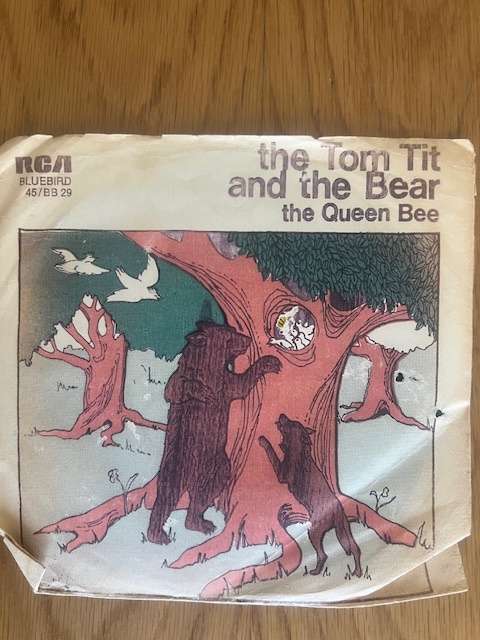 RCA
BLUEBIRD
45/BB 29
the Tom Tit
and the Bear
the Queen Bee